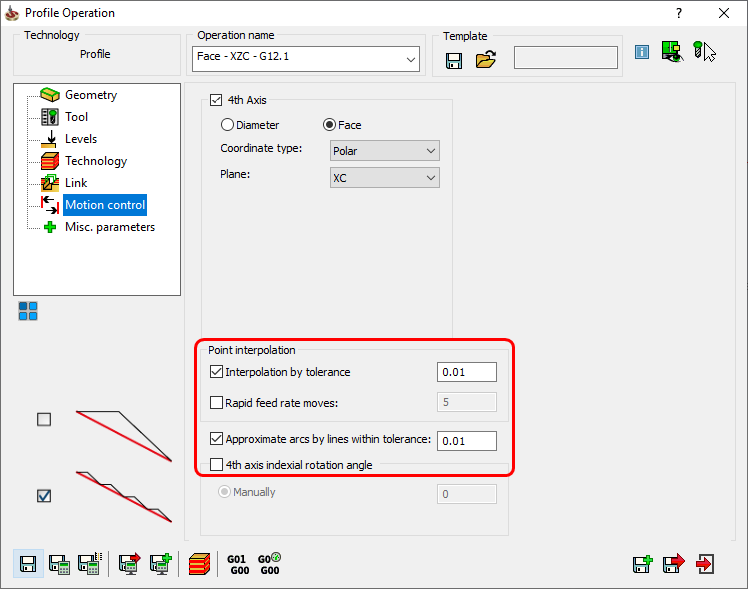 Profile Operation
?
Technology
Profile
Operation name
Face - XZC - G12.1
Template
Geometry
Tool
Levels
Technology
Link
Motion control
Misc. parameters
4th Axis
Diameter
Face
Coordinate type:
Polar
Plane:
XC
Point interpolation
Interpolation by tolerance
0.01
Rapid feed rate moves:
5
Approximate arcs by lines within tolerance:
0.01
4th axis indexial rotation angle
Manually
0
G01
G00
G0
G00